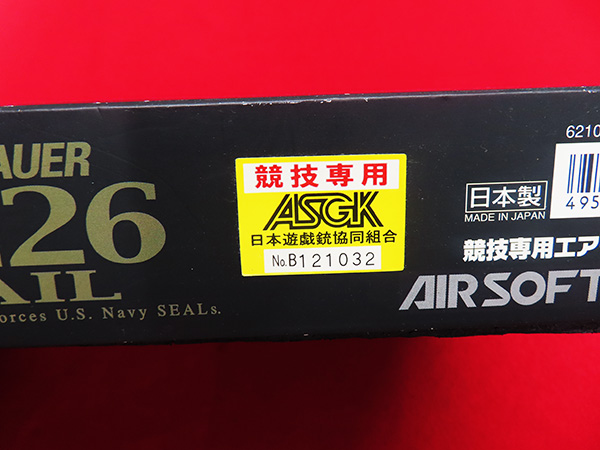 AUER
226
AIL
orces U.S. Navy SEALs.
競技専用
ASGK
日本遊戯銃協同組合
No.B121032
6210
日本製
MADE IN JAPAN
495
競技専用エア
AIRSOFT